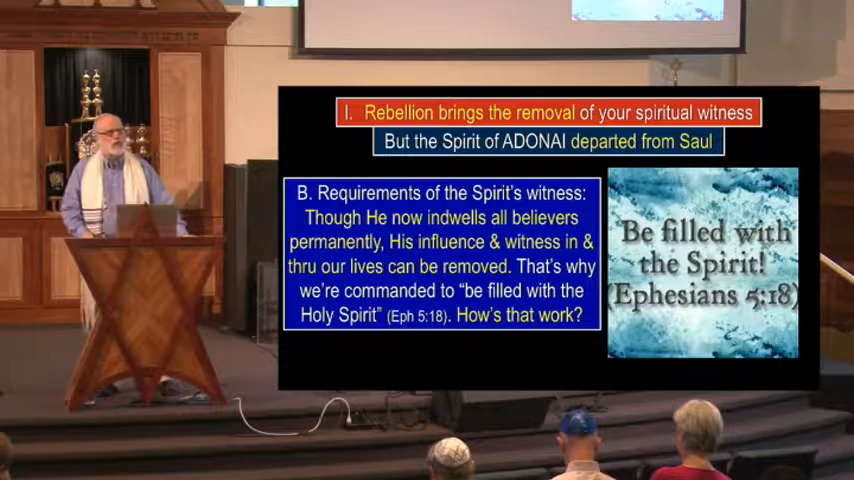 I. Rebellion brings the removal of your spiritual witness
But the Spirit of ADONAI departed from Saul
B. Requirements of the Spirit's witness:
Though He now indwells all believers
permanently, His influence & witness in &
thru our lives can be removed. That's why
we're commanded to "be filled with the
Holy Spirit" (Eph 5:18). How's that work?
Be filled with
the Spirit!
(Ephesians 5:18)